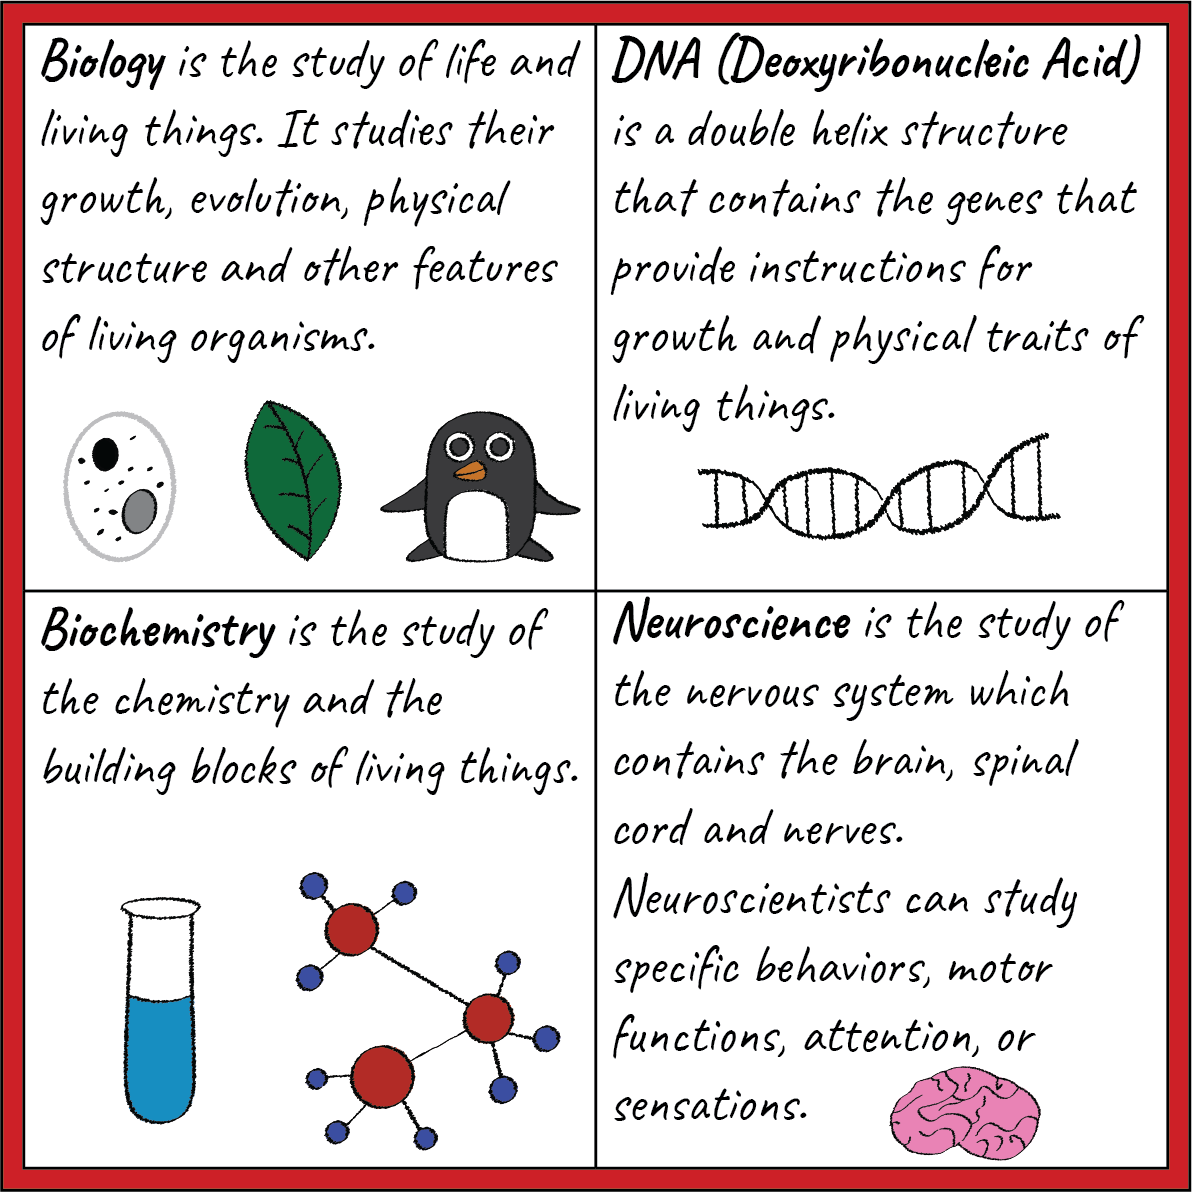 Biology is the study of life and
living things. It studies their
growth, evolution, physical
structure and other features
of living organisms.
DNA (Deoxyribonucleic Acid)
is a double helix structure
that contains the genes that
provide instructions for
growth and physical traits of
living things.
Biochemistry is the study of
the chemistry and the
building blocks of living things.
Neuroscience is the study of
the nervous system which
contains the brain, spinal
cord and nerves.
Neuroscientists can study
specific behaviors, motor
functions, attention, or
sensations.